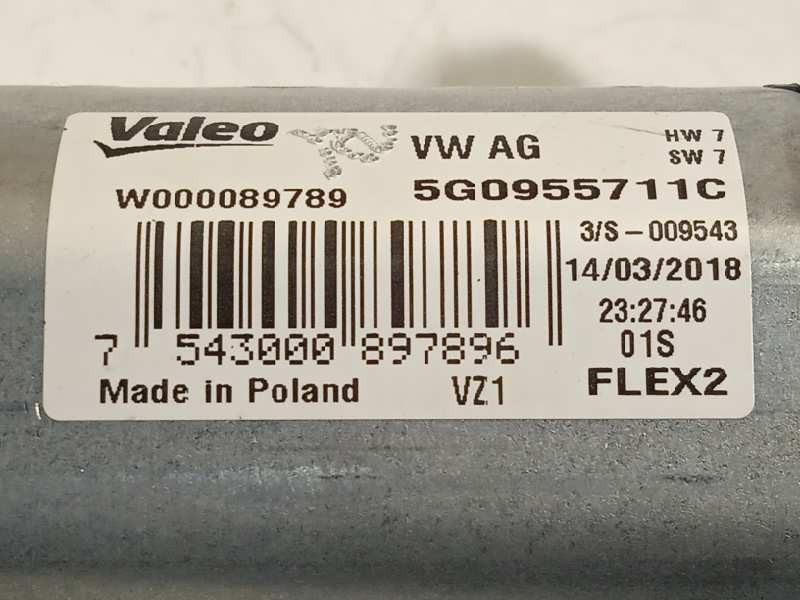 Valeo VW AG HW 7
SW 7
W000089789 5G0955711C
3/S-009543
14/03/2018
23:27:46
7 543000 897896 01S
Made in Poland VZ1 FLEX2